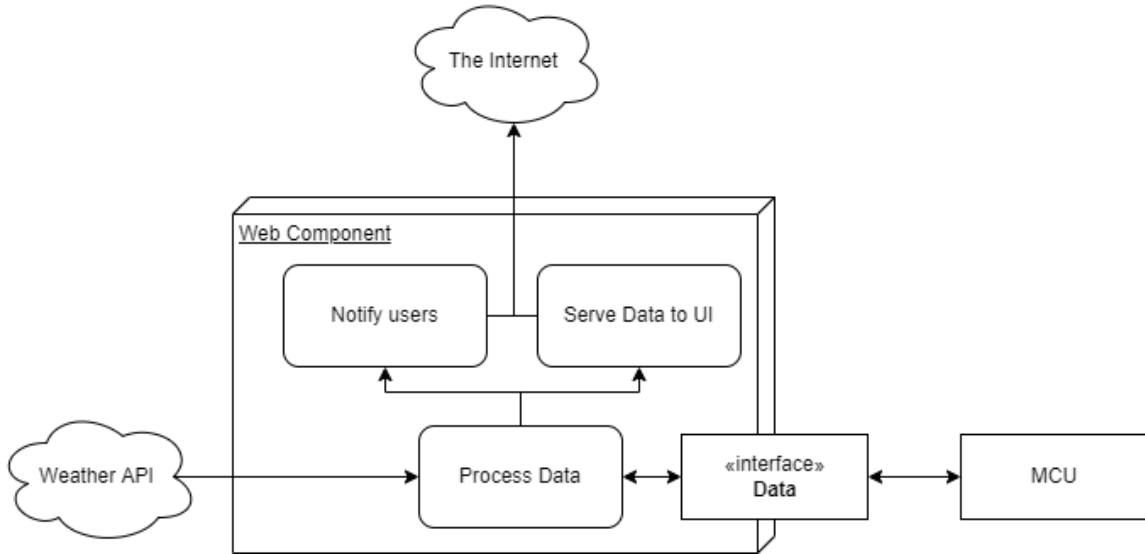 The Internet
Web Component
Notify users
Serve Data to UI
Weather API
Process Data
«interface»
Data
MCU